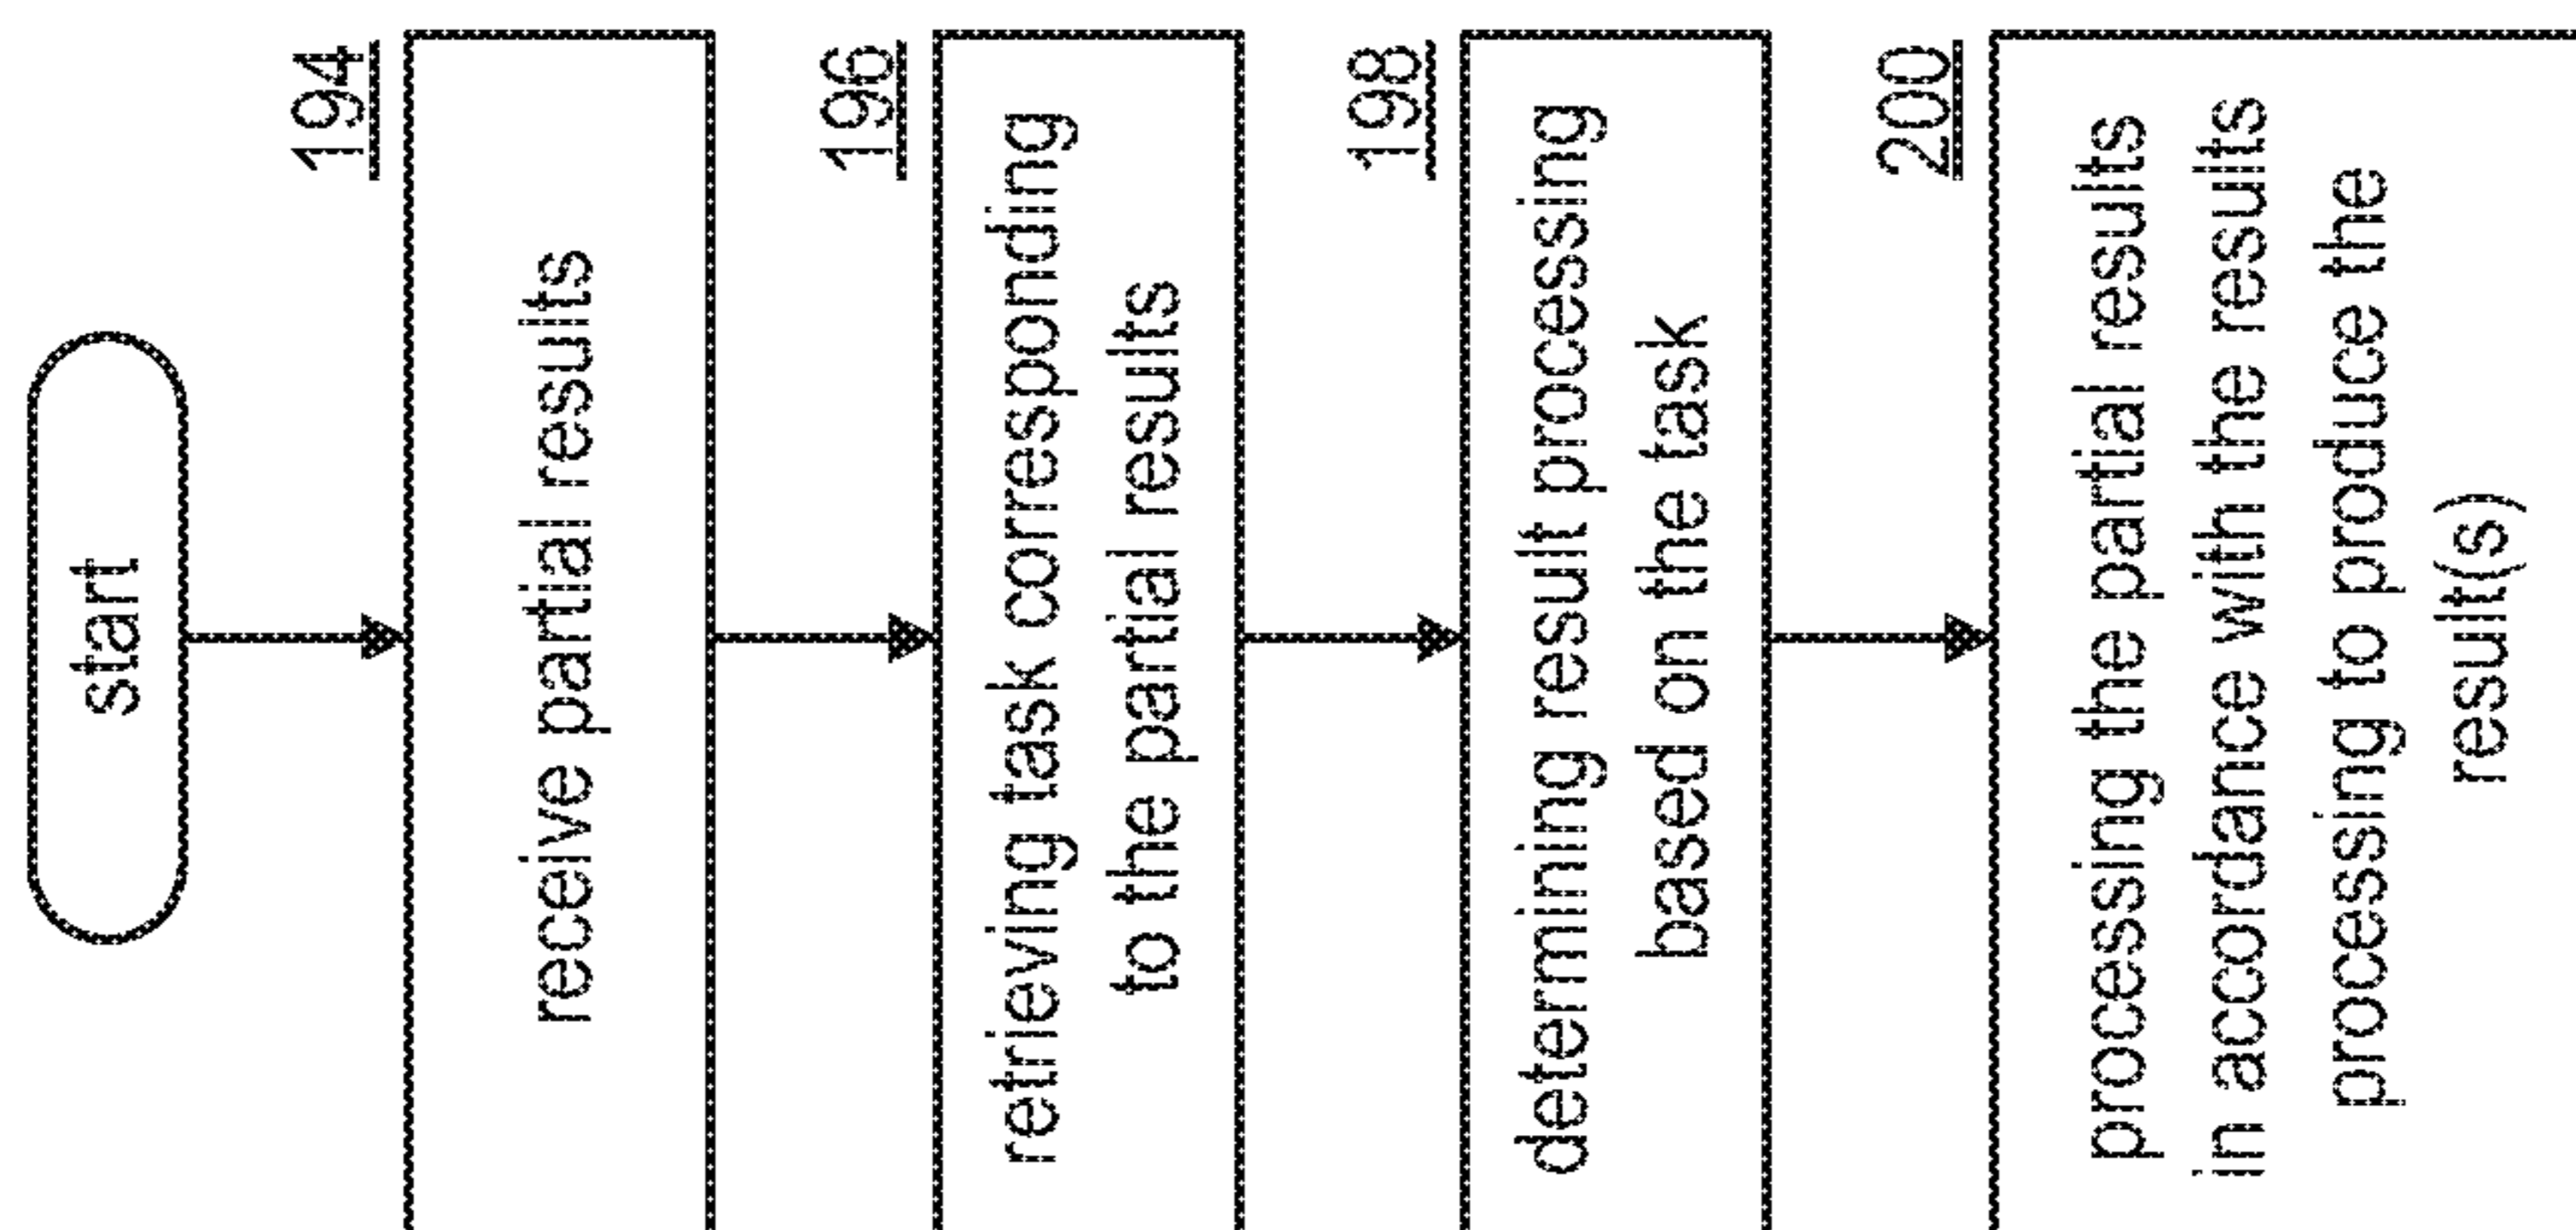 start
194
receive partial results
196
retrieving task corresponding
to the partial results
198
determining result processing
based on the task
200
processing the partial results
in accordance with the results
processing to produce the
result(s)